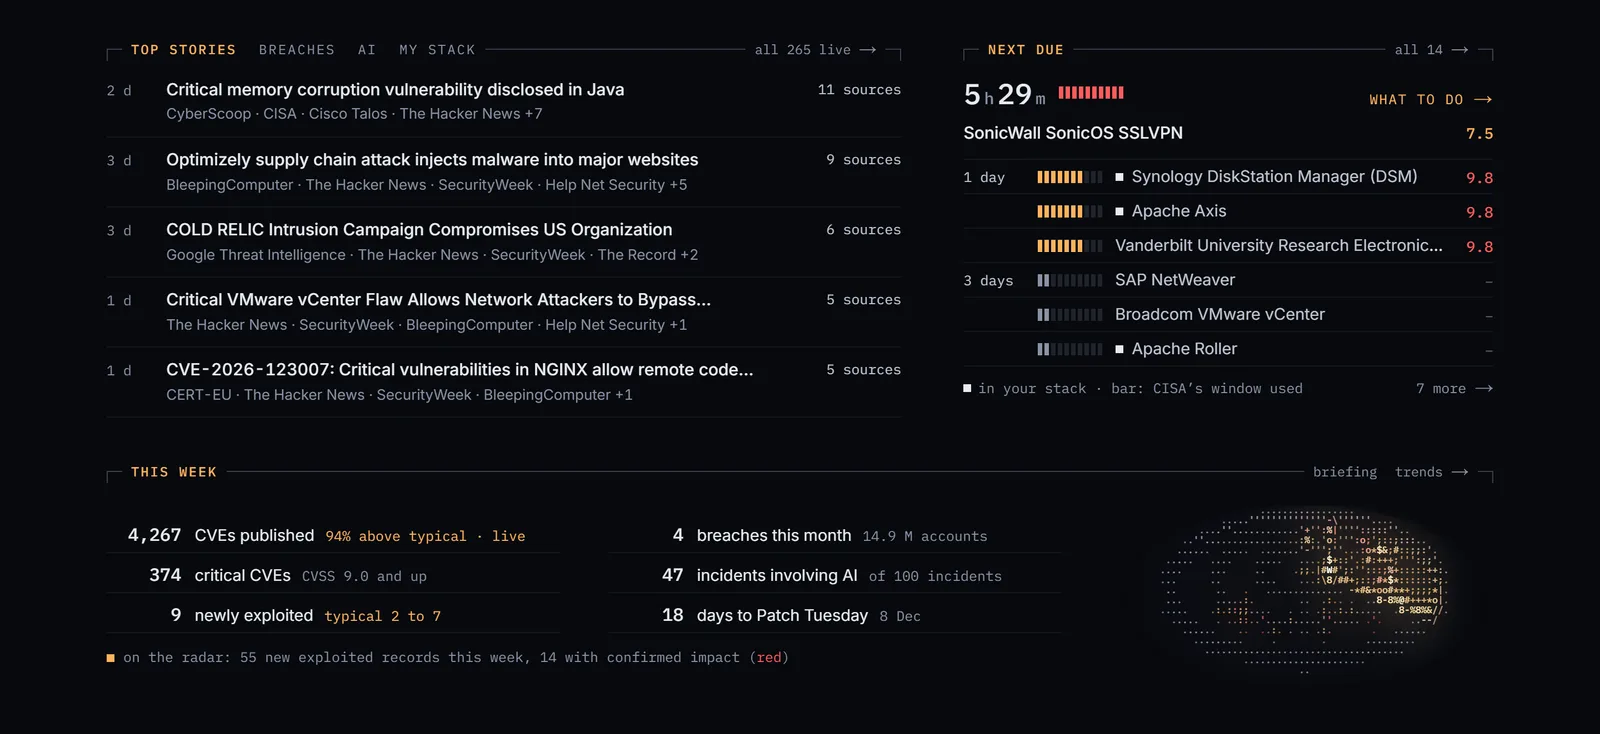 TOP STORIES BREACHES AI MY STACK all 265 live →
2 d Critical memory corruption vulnerability disclosed in Java 11 sources
CyberScoop · CISA · Cisco Talos · The Hacker News +7
3 d Optimizely supply chain attack injects malware into major websites 9 sources
BleepingComputer · The Hacker News · SecurityWeek · Help Net Security +5
3 d COLD RELIC Intrusion Campaign Compromises US Organization 6 sources
Google Threat Intelligence · The Hacker News · SecurityWeek · The Record +2
1 d Critical VMware vCenter Flaw Allows Network Attackers to Bypass... 5 sources
The Hacker News · SecurityWeek · BleepingComputer · Help Net Security +1
1 d CVE-2026-123007: Critical vulnerabilities in NGINX allow remote code... 5 sources
CERT-EU · The Hacker News · SecurityWeek · BleepingComputer +1
NEXT DUE all 14 →
5 h 29 m WHAT TO DO →
SonicWall SonicOS SSLVPN 7.5
1 day Synology DiskStation Manager (DSM) 9.8
Apache Axis 9.8
Vanderbilt University Research Electronic... 9.8
3 days SAP NetWeaver –
Broadcom VMware vCenter –
Apache Roller –
in your stack · bar: CISA's window used 7 more →
THIS WEEK briefing trends →
4,267 CVEs published 94% above typical · live
374 critical CVEs CVSS 9.0 and up
9 newly exploited typical 2 to 7
4 breaches this month 14.9 M accounts
47 incidents involving AI of 100 incidents
18 days to Patch Tuesday 8 Dec
on the radar: 55 new exploited records this week, 14 with confirmed impact (red)